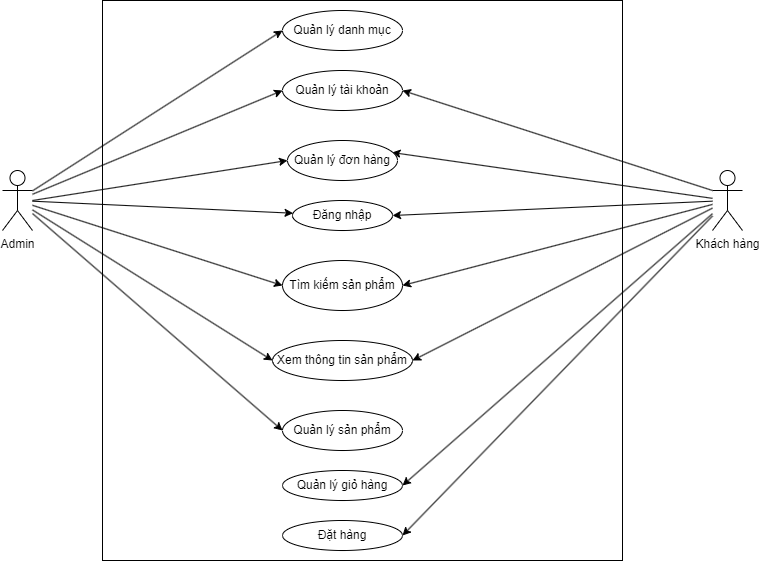 Quản lý danh mục
Quản lý tài khoản
Quản lý đơn hàng
Đăng nhập
Admin
Khách hàng
Tìm kiếm sản phẩm
Xem thông tin sản phẩm
Quản lý sản phẩm
Quản lý giỏ hàng
Đặt hàng